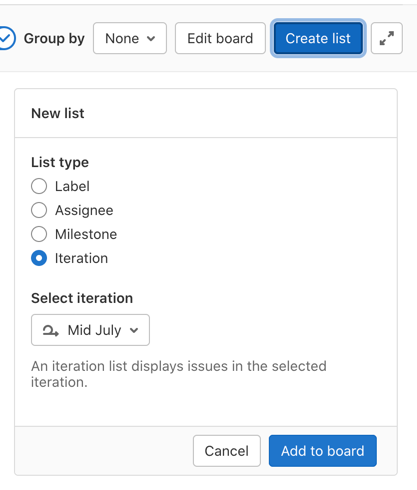 Group by
None
Edit board
Create list
New list
List type
Label
Assignee
Milestone
Iteration
Select iteration
Mid July
An iteration list displays issues in the selected
iteration.
Cancel
Add to board